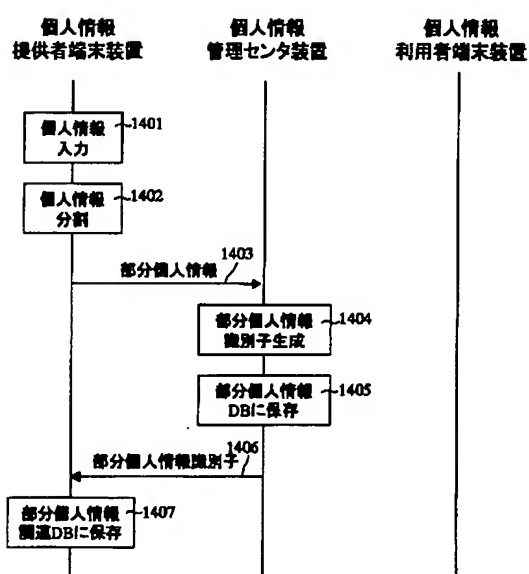 個人情報
提供者端末装置
個人情報
管理センタ装置
個人情報
利用者端末装置
個人情報
入力
1401
個人情報
分割
1402
1403
部分個人情報
部分個人情報
識別子生成
1404
部分個人情報
DBに保存
1405
1406
部分個人情報識別子
部分個人情報
関連DBに保存
1407